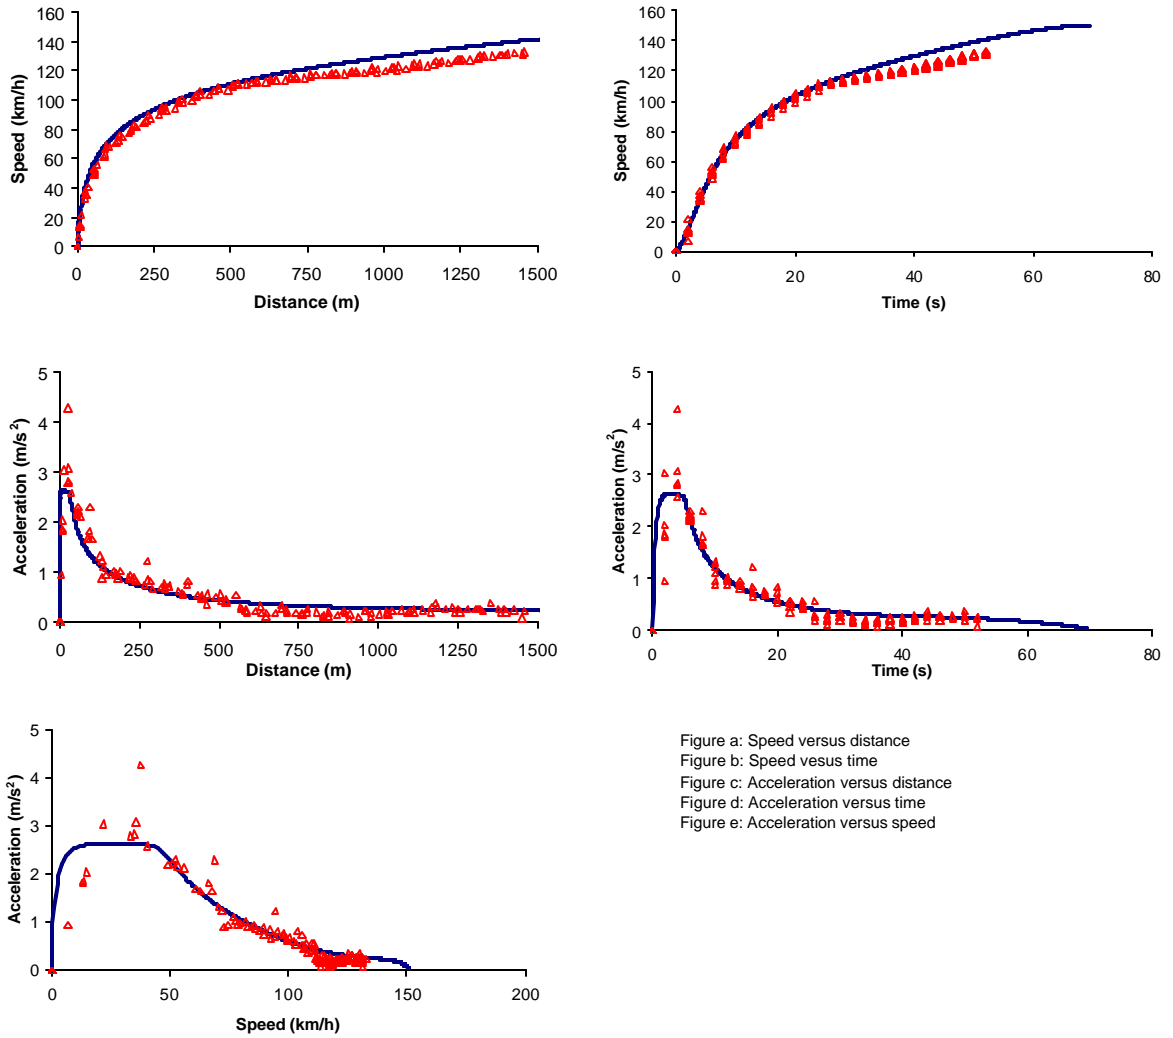 160
140
120
100
80
60
40
20
0
Speed (km/h)
0 250 500 750 1000 1250 1500
Distance (m)
160
140
120
100
80
60
40
20
0
Speed (km/h)
0 20 40 60 80
Time (s)
5
4
3
2
1
0
Acceleration (m/s²)
0 250 500 750 1000 1250 1500
Distance (m)
5
4
3
2
1
0
Acceleration (m/s²)
0 20 40 60 80
Time (s)
5
4
3
2
1
0
Acceleration (m/s²)
0 50 100 150 200
Speed (km/h)
Figure a: Speed versus distance
Figure b: Speed vesus time
Figure c: Acceleration versus distance
Figure d: Acceleration versus time
Figure e: Acceleration versus speed